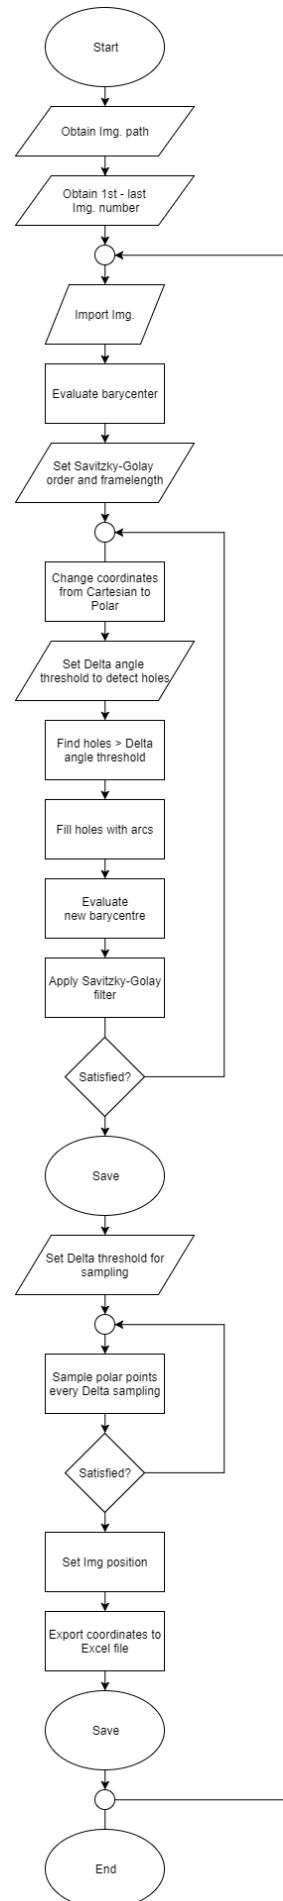 Start
Obtain Img. path
Obtain 1st - last
Img. number
Import Img.
Evaluate barycenter
Set Savitzky-Golay
order and framelength
Change coordinates
from Cartesian to
Polar
Set Delta angle
threshold to detect holes
Find holes > Delta
angle threshold
Fill holes with arcs
Evaluate
new barycentre
Apply Savitzky-Golay
filter
Satisfied?
Save
Set Delta threshold for
sampling
Sample polar points
every Delta sampling
Satisfied?
Set Img position
Export coordinates to
Excel file
Save
End